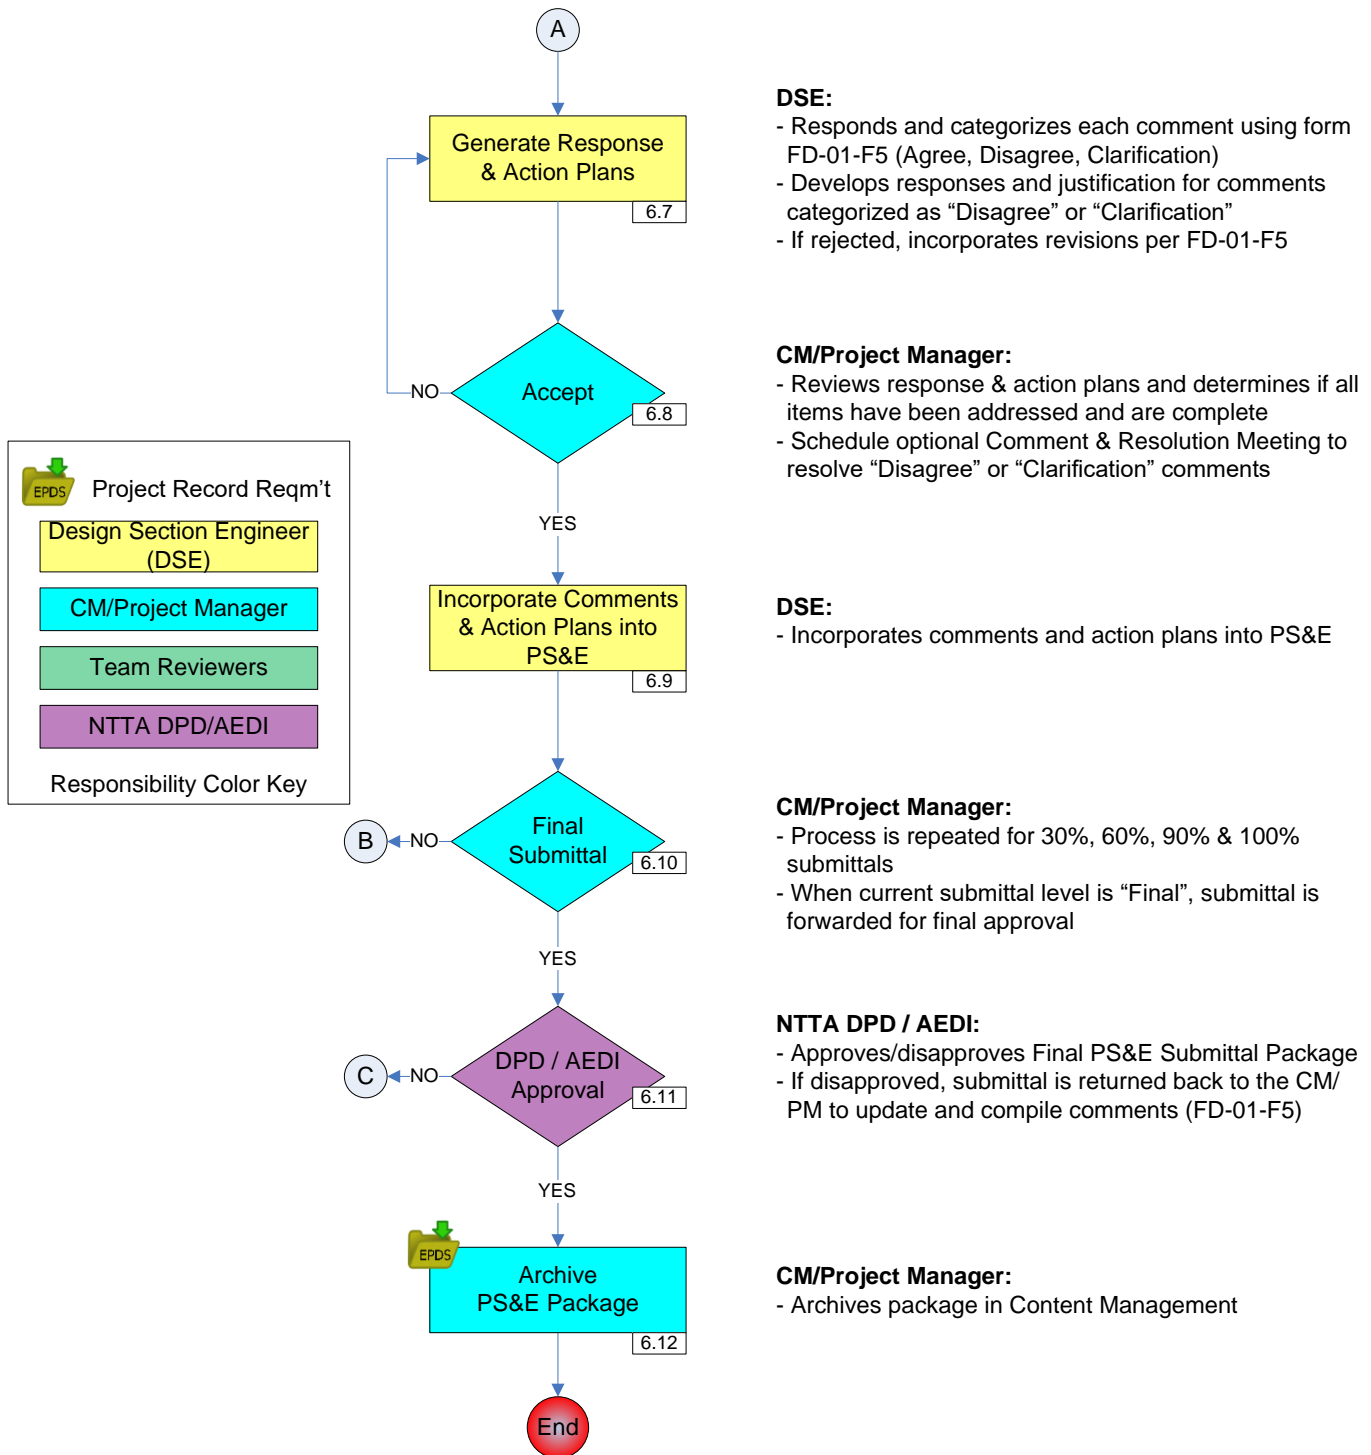 A
Generate Response
& Action Plans
6.7
DSE:
- Responds and categorizes each comment using form
FD-01-F5 (Agree, Disagree, Clarification)
- Develops responses and justification for comments
categorized as “Disagree” or “Clarification”
- If rejected, incorporates revisions per FD-01-F5
Accept
6.8
NO
YES
CM/Project Manager:
- Reviews response & action plans and determines if all
items have been addressed and are complete
- Schedule optional Comment & Resolution Meeting to
resolve “Disagree” or “Clarification” comments
EPDS
Project Record Reqm’t
Design Section Engineer
(DSE)
CM/Project Manager
Team Reviewers
NTTA DPD/AEDI
Responsibility Color Key
Incorporate Comments
& Action Plans into
PS&E
6.9
DSE:
- Incorporates comments and action plans into PS&E
Final
Submittal
6.10
NO
B
YES
CM/Project Manager:
- Process is repeated for 30%, 60%, 90% & 100%
submittals
- When current submittal level is “Final”, submittal is
forwarded for final approval
DPD / AEDI
Approval
6.11
NO
C
YES
NTTA DPD / AEDI:
- Approves/disapproves Final PS&E Submittal Package
- If disapproved, submittal is returned back to the CM/
PM to update and compile comments (FD-01-F5)
EPDS
Archive
PS&E Package
6.12
CM/Project Manager:
- Archives package in Content Management
End